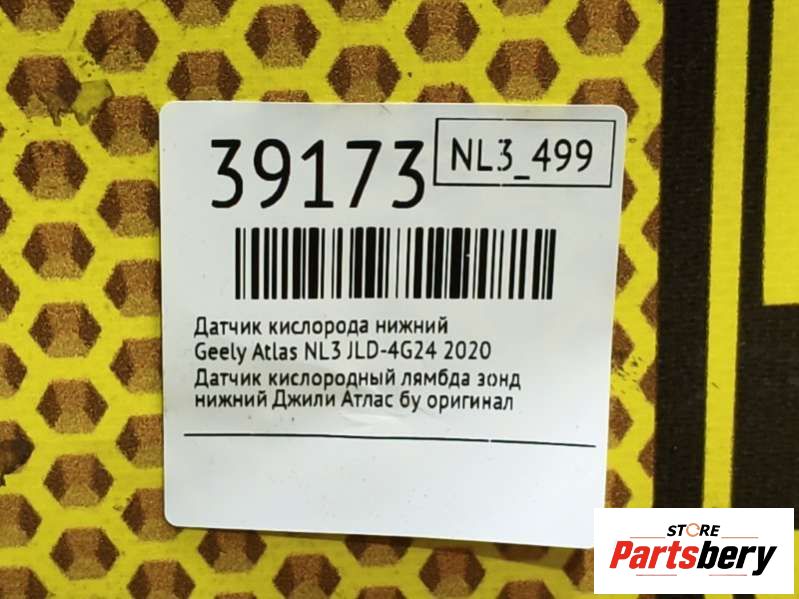 39173
NL3_499
Датчик кислорода нижний
Geely Atlas NL3 JLD-4G24 2020
Датчик кислородный лямбда зонд
нижний Джили Атлас бу оригинал
STORE
Partsbery